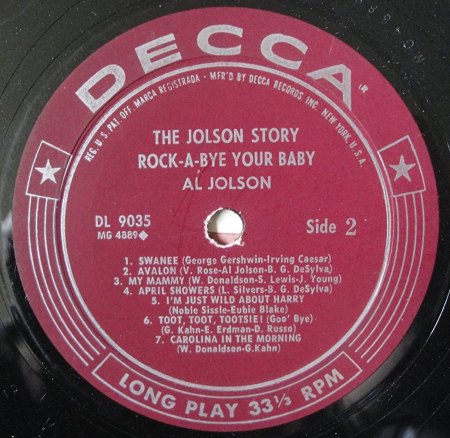 DECCA ®
REG. U.S. PAT. OFF. MARCA REGISTRADA - MFR'D BY DECCA RECORDS, INC., NEW YORK, U.S.A.
THE JOLSON STORY
ROCK-A-BYE YOUR BABY
AL JOLSON
DL 9035
MG 4889◆
Side 2
1. SWANEE (George Gershwin-Irving Caesar)
2. AVALON (V. Rose-Al Jolson-B. G. DeSylva)
3. MY MAMMY (W. Donaldson-S. Lewis-J. Young)
4. APRIL SHOWERS (L. Silvers-B. G. DeSylva)
5. I'M JUST WILD ABOUT HARRY
(Noble Sissle-Eubie Blake)
6. TOOT, TOOT, TOOTSIE! (Goo' Bye)
(G. Kahn-E. Erdman-D. Russo)
7. CAROLINA IN THE MORNING
(W. Donaldson-G.Kahn)
LONG PLAY 33⅓ RPM